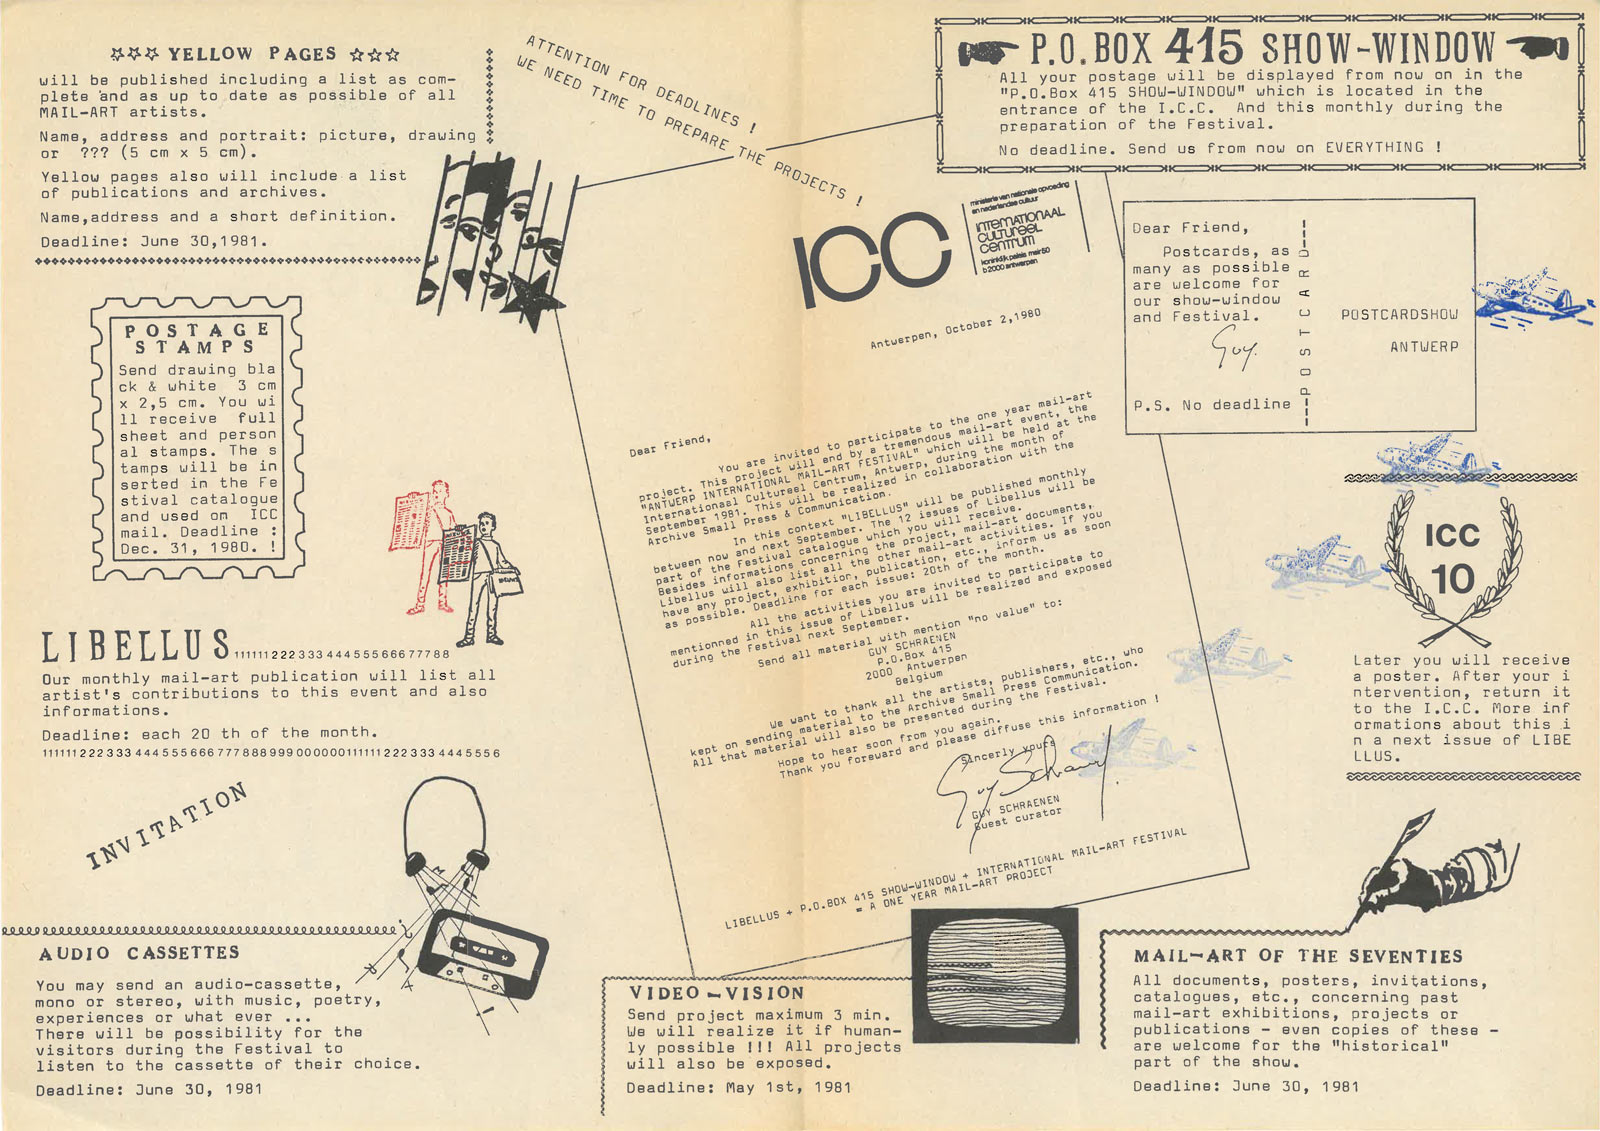 ☆☆☆ YELLOW PAGES ☆☆☆
will be published including a list as com-
plete and as up to date as possible of all
MAIL-ART artists.
Name, address and portrait: picture, drawing
or ??? (5 cm x 5 cm).
Yellow pages also will include a list
of publications and archives.
Name,address and a short definition.
Deadline: June 30,1981.
ATTENTION FOR DEADLINES !
WE NEED TIME TO PREPARE THE PROJECTS !
P.O.BOX 415 SHOW-WINDOW
All your postage will be displayed from now on in the
"P.O.Box 415 SHOW-WINDOW" which is located in the
entrance of the I.C.C. And this monthly during the
preparation of the Festival.
No deadline. Send us from now on EVERYTHING !
POSTAGE
STAMPS
Send drawing bla
ck & white 3 cm
x 2,5 cm. You wi
ll receive full
sheet and person
al stamps. The s
tamps will be in
serted in the Fe
stival catalogue
and used on ICC
mail. Deadline :
Dec. 31, 1980. !
ICC
ministerie van nationale opvoeding
en nederlandse cultuur
INTERNATIONAAL
CULTUREEL
CENTRUM
koninklijk paleis meir 50
b 2000 antwerpen
Antwerpen, October 2,1980
Dear Friend,
You are invited to participate to the one year mail-art
project. This project will end by a tremendous mail-art event, the
"ANTWERP INTERNATIONAL MAIL-ART FESTIVAL" which will be held at the
Internationaal Cultureel Centrum, Antwerp, during the month of
September 1981. This will be realized in collaboration with the
Archive Small Press & Communication.
In this context "LIBELLUS" will be published monthly
between now and next September. The 12 issues of Libellus will be
part of the Festival catalogue which you will receive.
Besides informations concerning the project, mail-art documents,
Libellus will also list all the other mail-art activities. If you
have any project, exhibition, publication, etc., inform us as soon
as possible. Deadline for each issue: 20th of the month.
All the activities you are invited to participate to
mentionned in this issue of Libellus will be realized and exposed
during the Festival next September.
Send all material with mention "no value" to:
GUY SCHRAENEN
P.O.Box 415
2000 Antwerpen
Belgium
We want to thank all the artists, publishers, etc., who
kept on sending material to the Archive Small Press Communication.
All that material will also be presented during the Festival.
Hope to hear soon from you again.
Thank you foreward and please diffuse this information !
Sincerly yours
Guy Schraenen
GUY SCHRAENEN
Guest curator
LIBELLUS + P.O.BOX 415 SHOW-WINDOW + INTERNATIONAL MAIL-ART FESTIVAL
= A ONE YEAR MAIL-ART PROJECT
Dear Friend,
Postcards, as
many as possible
are welcome for
our show-window
and Festival.
Guy.
P.S. No deadline
POSTCARD
POSTCARDSHOW
ANTWERP
ICC
10
Later you will receive
a poster. After your i
ntervention, return it
to the I.C.C. More inf
ormations about this i
n a next issue of LIBE
LLUS.
LIBELLUS 111111222333444555666777 88
Our monthly mail-art publication will list all
artist's contributions to this event and also
informations.
Deadline: each 20 th of the month.
111111222333444555666777888999000000111111222333444 5556
INVITATION
AUDIO CASSETTES
You may send an audio-cassette,
mono or stereo, with music, poetry,
experiences or what ever ...
There will be possibility for the
visitors during the Festival to
listen to the cassette of their choice.
Deadline: June 30, 1981
VIDEO-VISION
Send project maximum 3 min.
We will realize it if human-
ly possible !!! All projects
will also be exposed.
Deadline: May 1st, 1981
MAIL-ART OF THE SEVENTIES
All documents, posters, invitations,
catalogues, etc., concerning past
mail-art exhibitions, projects or
publications - even copies of these -
are welcome for the "historical"
part of the show.
Deadline: June 30, 1981